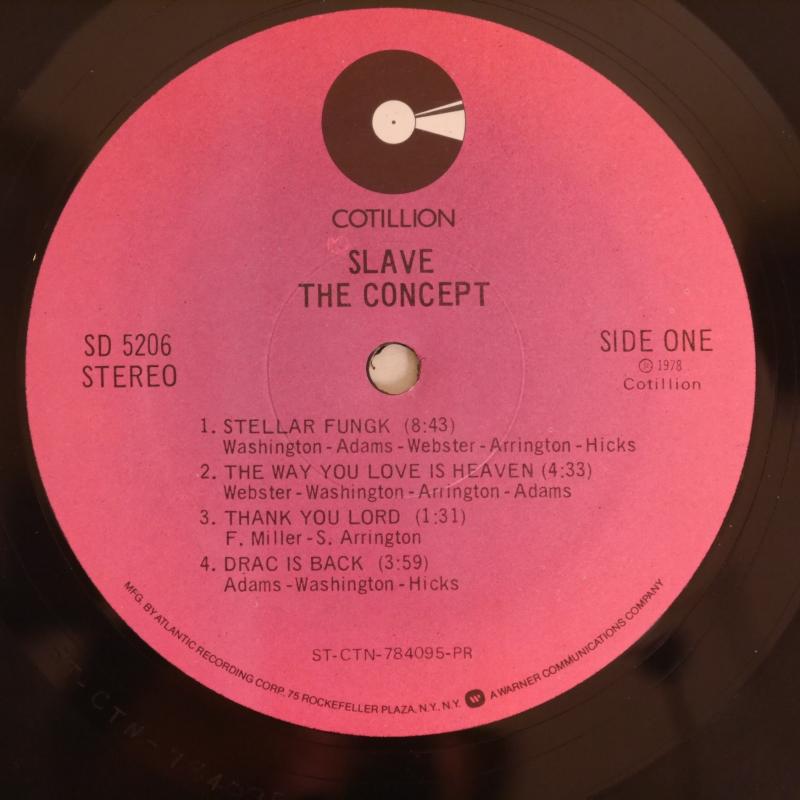 COTILLION
SLAVE
THE CONCEPT
SD 5206
STEREO
SIDE ONE
Ⓟ 1978
Cotillion
1. STELLAR FUNGK (8:43)
Washington - Adams - Webster - Arrington - Hicks
2. THE WAY YOU LOVE IS HEAVEN (4:33)
Webster - Washington - Arrington - Adams
3. THANK YOU LORD (1:31)
F. Miller - S. Arrington
4. DRAC IS BACK (3:59)
Adams - Washington - Hicks
ST-CTN-784095-PR
MFG. BY ATLANTIC RECORDING CORP. 75 ROCKEFELLER PLAZA, N.Y., N.Y. W A WARNER COMMUNICATIONS COMPANY
ST-CTN-784095